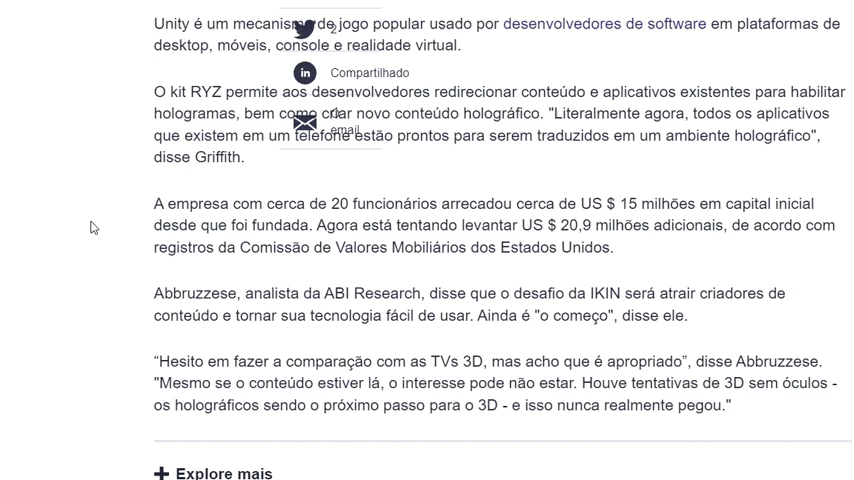 Unity é um mecanismo de jogo popular usado por desenvolvedores de software em plataformas de
desktop, móveis, console e realidade virtual.
2
Compartilhado
O kit RYZ permite aos desenvolvedores redirecionar conteúdo e aplicativos existentes para habilitar
hologramas, bem como criar novo conteúdo holográfico. "Literalmente agora, todos os aplicativos
que existem em um telefone estão prontos para serem traduzidos em um ambiente holográfico",
email
disse Griffith.
A empresa com cerca de 20 funcionários arrecadou cerca de US $ 15 milhões em capital inicial
desde que foi fundada. Agora está tentando levantar US $ 20,9 milhões adicionais, de acordo com
registros da Comissão de Valores Mobiliários dos Estados Unidos.
Abbruzzese, analista da ABI Research, disse que o desafio da IKIN será atrair criadores de
conteúdo e tornar sua tecnologia fácil de usar. Ainda é "o começo", disse ele.
“Hesito em fazer a comparação com as TVs 3D, mas acho que é apropriado”, disse Abbruzzese.
"Mesmo se o conteúdo estiver lá, o interesse pode não estar. Houve tentativas de 3D sem óculos -
os holográficos sendo o próximo passo para o 3D - e isso nunca realmente pegou."
Explore mais